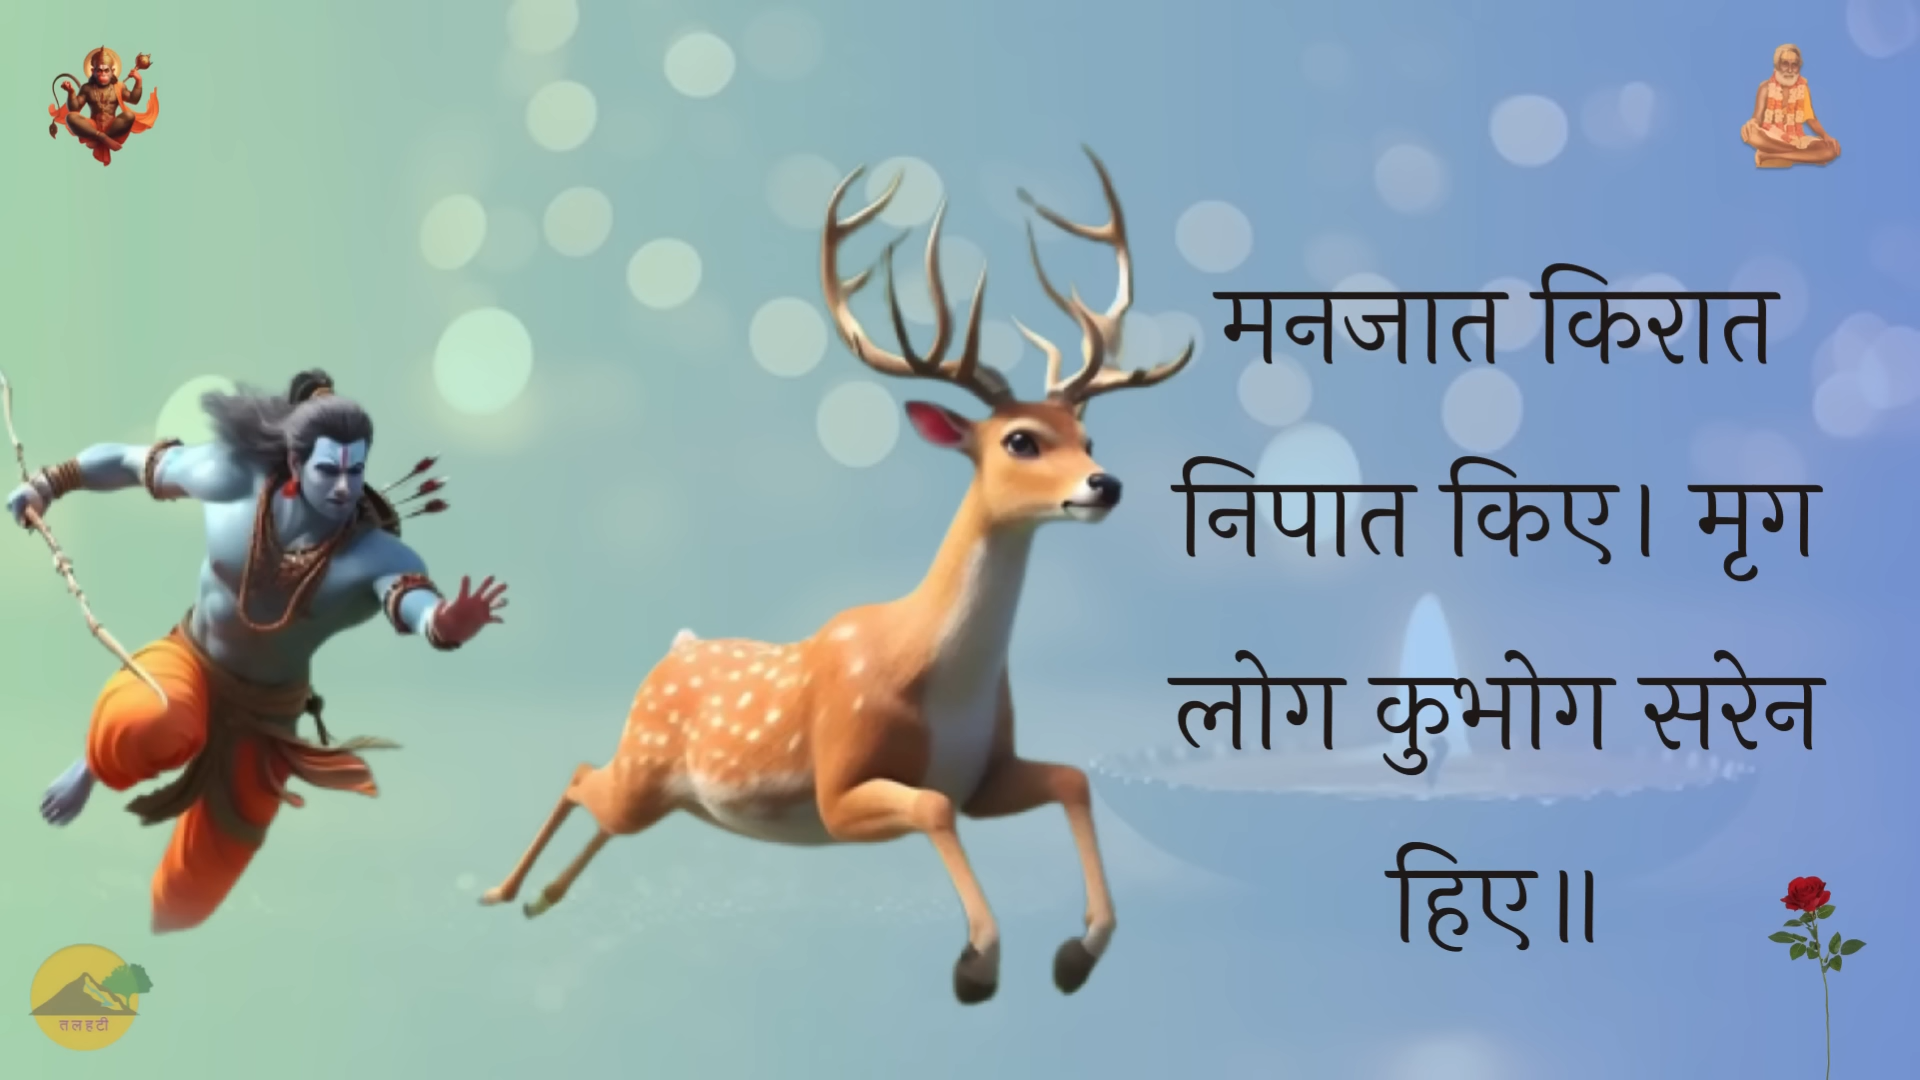 मनजात किरात
निपात किए। मृग
लोग कुभोग सरेन
हिए॥
तलहटी